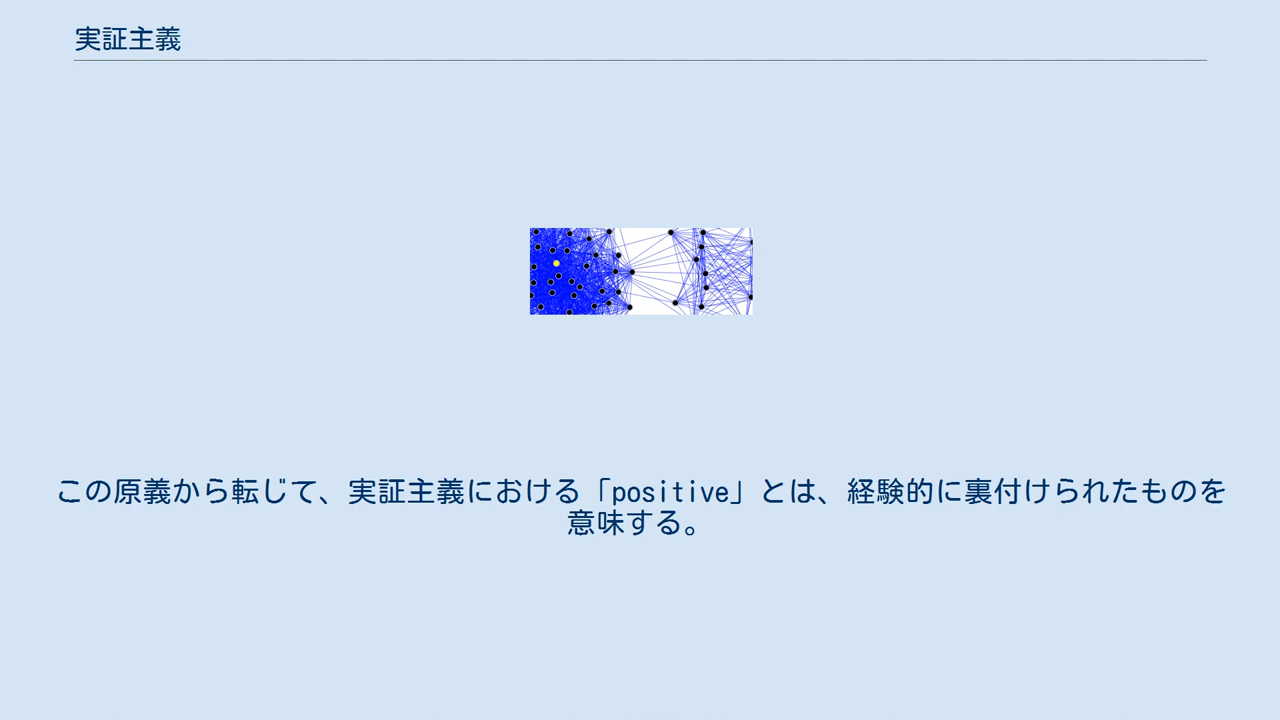 実証主義
この原義から転じて、実証主義における「positive」とは、経験的に裏付けられたものを
意味する。